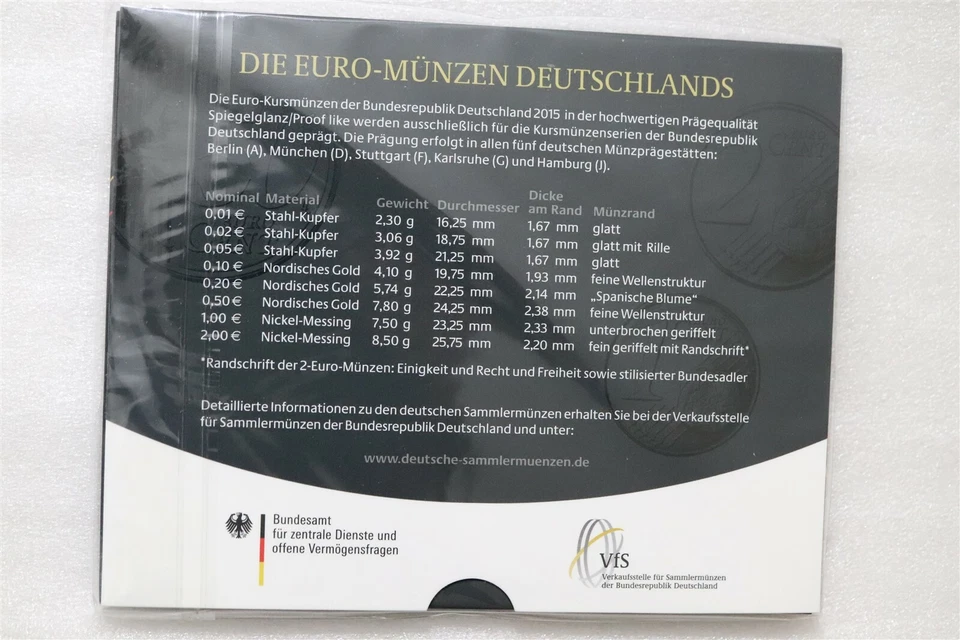 DIE EURO-MÜNZEN DEUTSCHLANDS
Die Euro-Kursmünzen der Bundesrepublik Deutschland 2015 in der hochwertigen Prägequalität
Spiegelglanz/Proof like werden ausschließlich für die Kursmünzenserien der Bundesrepublik
Deutschland geprägt. Die Prägung erfolgt in allen fünf deutschen Münzprägestätten:
Berlin (A), München (D), Stuttgart (F), Karlsruhe (G) und Hamburg (J).
Nominal Material Gewicht Durchmesser Dicke am Rand Münzrand
0,01 € Stahl-Kupfer 2,30 g 16,25 mm 1,67 mm glatt
0,02 € Stahl-Kupfer 3,06 g 18,75 mm 1,67 mm glatt mit Rille
0,05 € Stahl-Kupfer 3,92 g 21,25 mm 1,67 mm glatt
0,10 € Nordisches Gold 4,10 g 19,75 mm 1,93 mm feine Wellenstruktur
0,20 € Nordisches Gold 5,74 g 22,25 mm 2,14 mm „Spanische Blume"
0,50 € Nordisches Gold 7,80 g 24,25 mm 2,38 mm feine Wellenstruktur
1,00 € Nickel-Messing 7,50 g 23,25 mm 2,33 mm unterbrochen geriffelt
2,00 € Nickel-Messing 8,50 g 25,75 mm 2,20 mm fein geriffelt mit Randschrift*
*Randschrift der 2-Euro-Münzen: Einigkeit und Recht und Freiheit sowie stilisierter Bundesadler
Detaillierte Informationen zu den deutschen Sammlermünzen erhalten Sie bei der Verkaufsstelle
für Sammlermünzen der Bundesrepublik Deutschland und unter:
www.deutsche-sammlermuenzen.de
Bundesamt
für zentrale Dienste und
offene Vermögensfragen
VfS
Verkaufsstelle für Sammlermünzen
der Bundesrepublik Deutschland